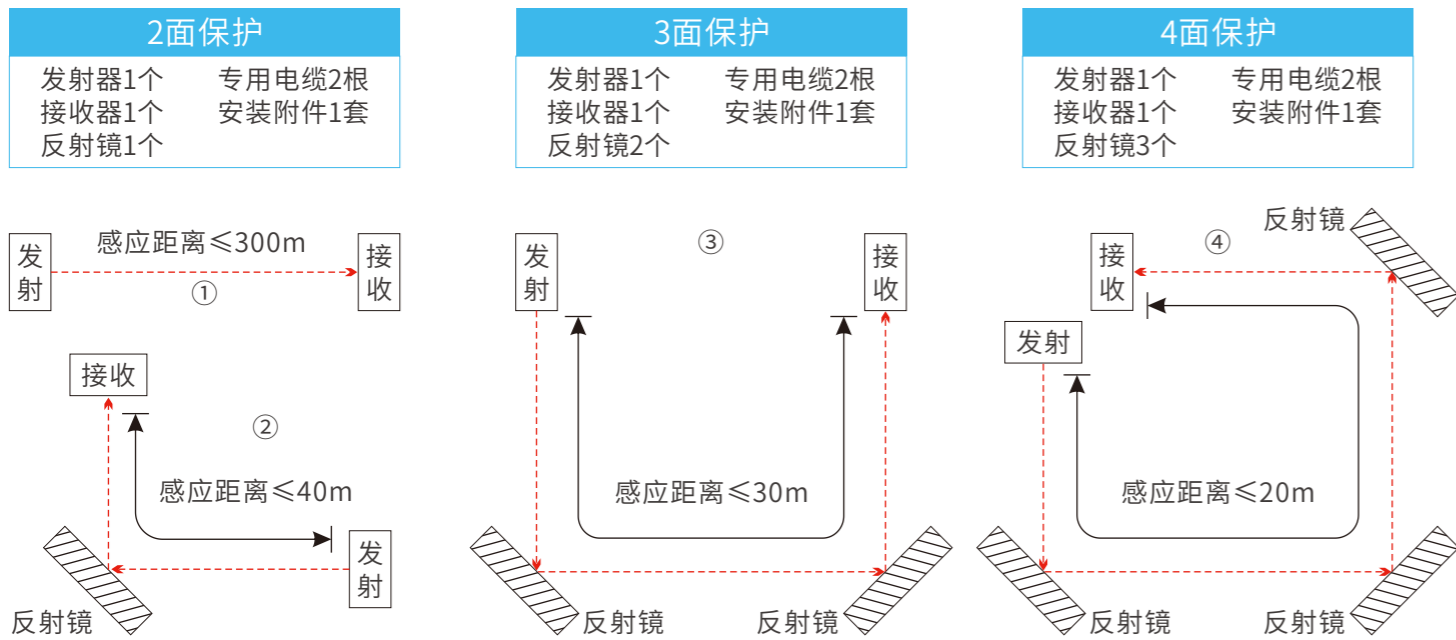 2面保护
发射器1个 专用电缆2根
接收器1个 安装附件1套
反射镜1个
3面保护
发射器1个 专用电缆2根
接收器1个 安装附件1套
反射镜2个
4面保护
发射器1个 专用电缆2根
接收器1个 安装附件1套
反射镜3个
发射
感应距离≤300m
接收
①
接收
②
感应距离≤40m
发射
反射镜
发射
③
接收
感应距离≤30m
反射镜
反射镜
反射镜
④
接收
发射
感应距离≤20m
反射镜
反射镜